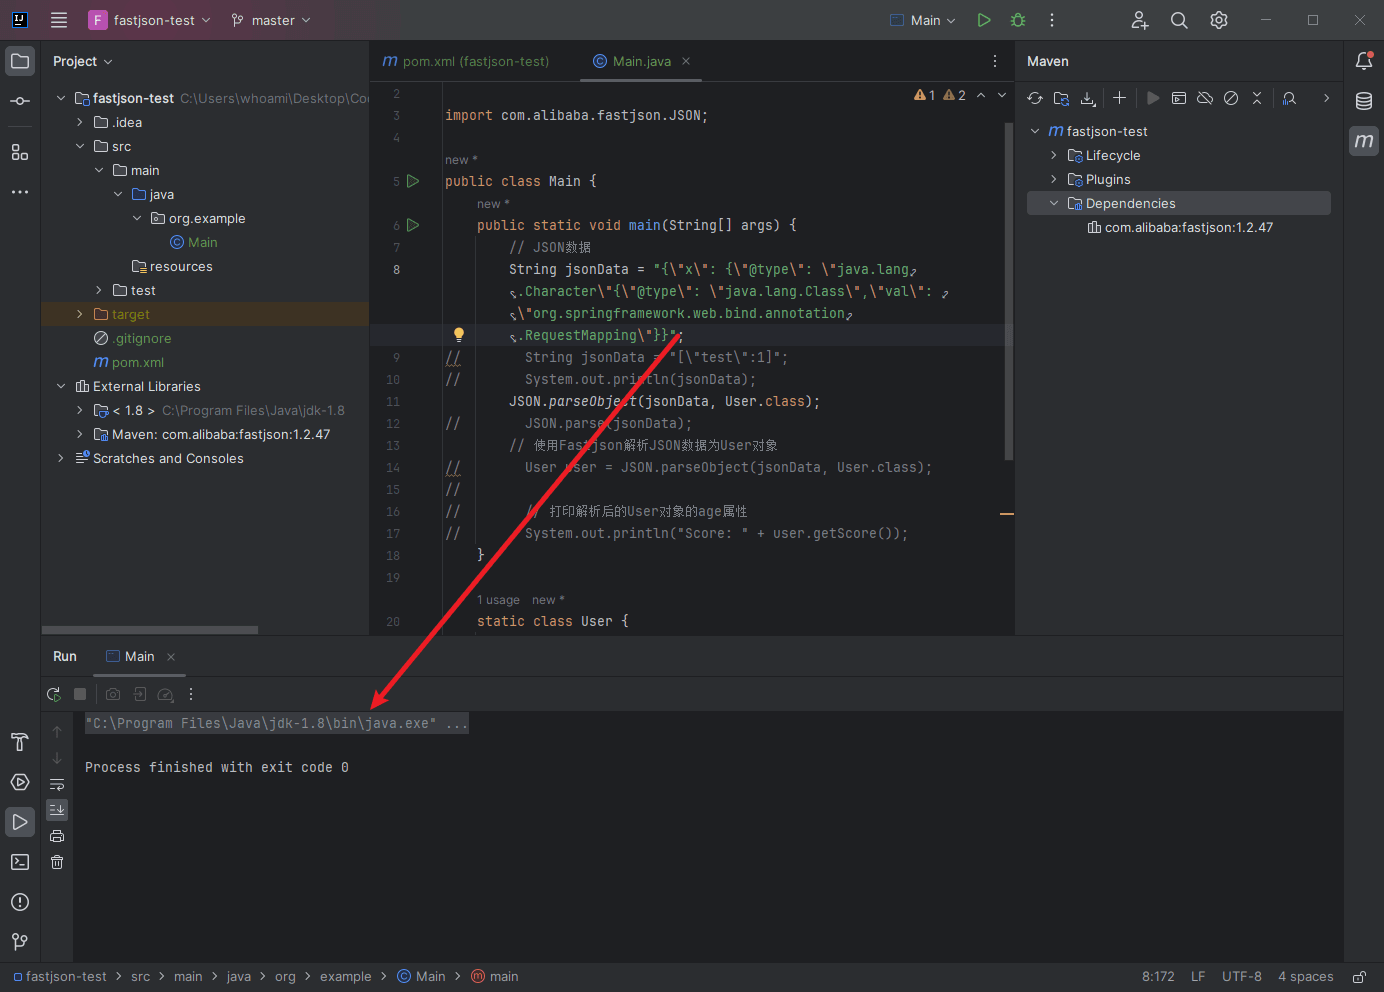 F fastjson-test master Main
Project
fastjson-test C:\Users\whoami\Desktop\Co
.idea
src
main
java
org.example
Main
resources
test
target
.gitignore
pom.xml
External Libraries
< 1.8 > C:\Program Files\Java\jdk-1.8
Maven: com.alibaba:fastjson:1.2.47
Scratches and Consoles
pom.xml (fastjson-test)
Main.java
1 2
2
3 import com.alibaba.fastjson.JSON;
4
new *
5 public class Main {
new *
6 public static void main(String[] args) {
7 // JSON数据
8 String jsonData = "{\"x\": {\"@type\": \"java.lang
.Character\"{\"@type\": \"java.lang.Class\",\"val\":
\"org.springframework.web.bind.annotation
.RequestMapping\"}}";
9 // String jsonData = "[\"test\":1]";
10 // System.out.println(jsonData);
11 JSON.parseObject(jsonData, User.class);
12 // JSON.parse(jsonData);
13 // 使用Fastjson解析JSON数据为User对象
14 // User user = JSON.parseObject(jsonData, User.class);
15 //
16 // // 打印解析后的User对象的age属性
17 // System.out.println("Score: " + user.getScore());
18 }
19
1 usage new *
20 static class User {
Maven
fastjson-test
Lifecycle
Plugins
Dependencies
com.alibaba:fastjson:1.2.47
Run Main
"C:\Program Files\Java\jdk-1.8\bin\java.exe" ...
Process finished with exit code 0
fastjson-test > src > main > java > org > example > Main > main
8:172 LF UTF-8 4 spaces